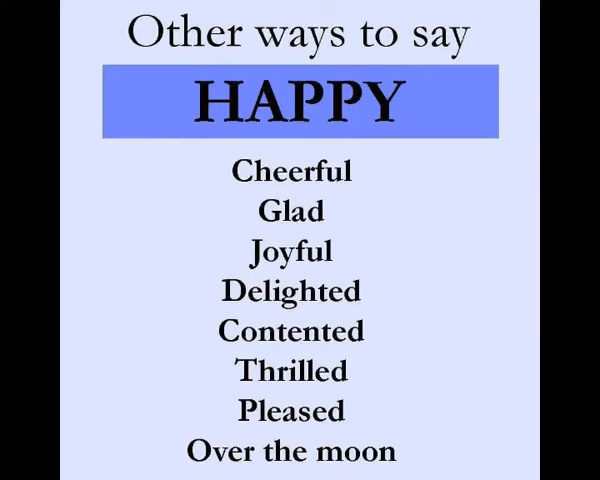 Other ways to say
HAPPY
Cheerful
Glad
Joyful
Delighted
Contented
Thrilled
Pleased
Over the moon